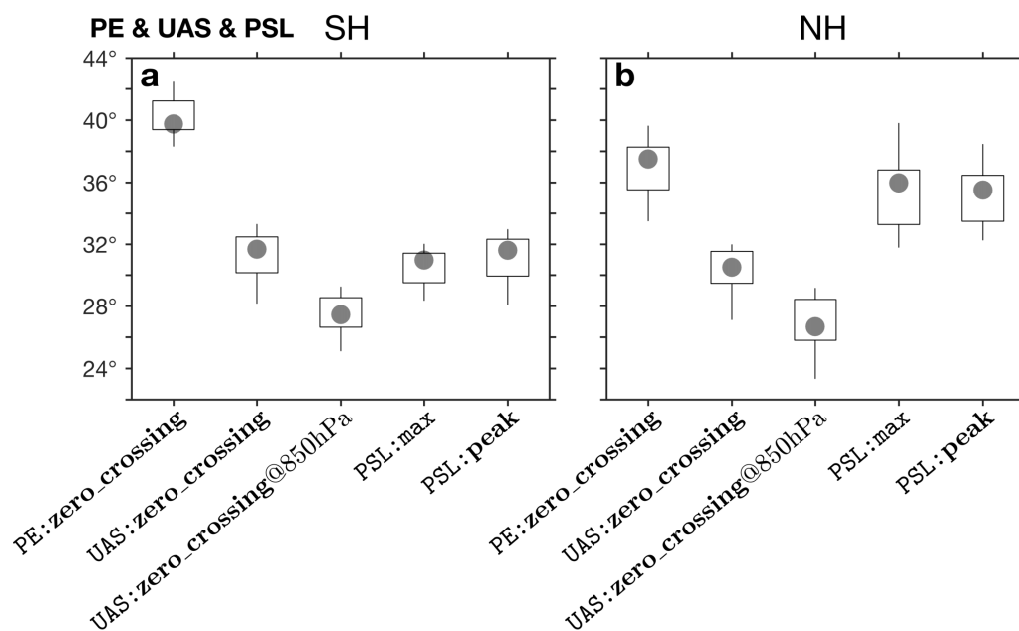 PE & UAS & PSL SH NH
44°
a b
40°
36°
32°
28°
24°
PE:zero_crossing
UAS:zero_crossing
UAS:zero_crossing@850hPa
PSL:max
PSL:peak
PE:zero_crossing
UAS:zero_crossing
UAS:zero_crossing@850hPa
PSL:max
PSL:peak